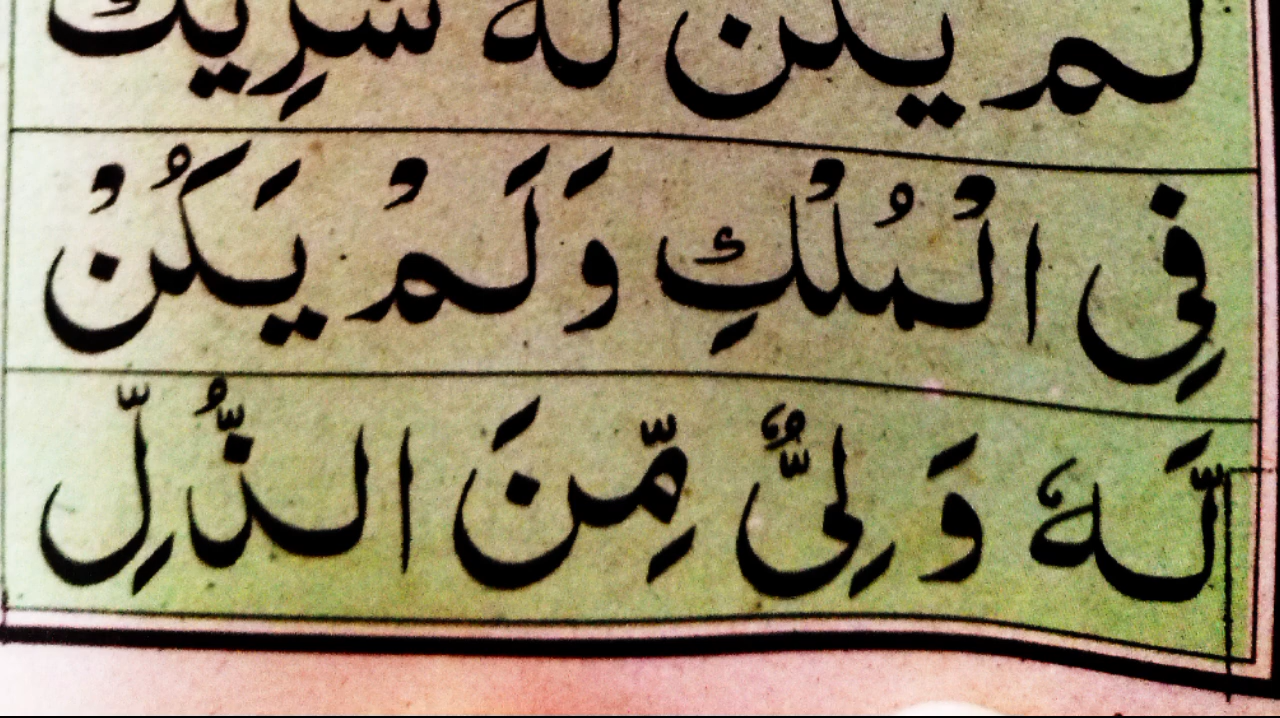 لم يكن له شريك
فِى الْمُلْكِ وَلَمْ يَكُنْ
لَّهٗ وَلِىٌّ مِّنَ الذُّلِّ